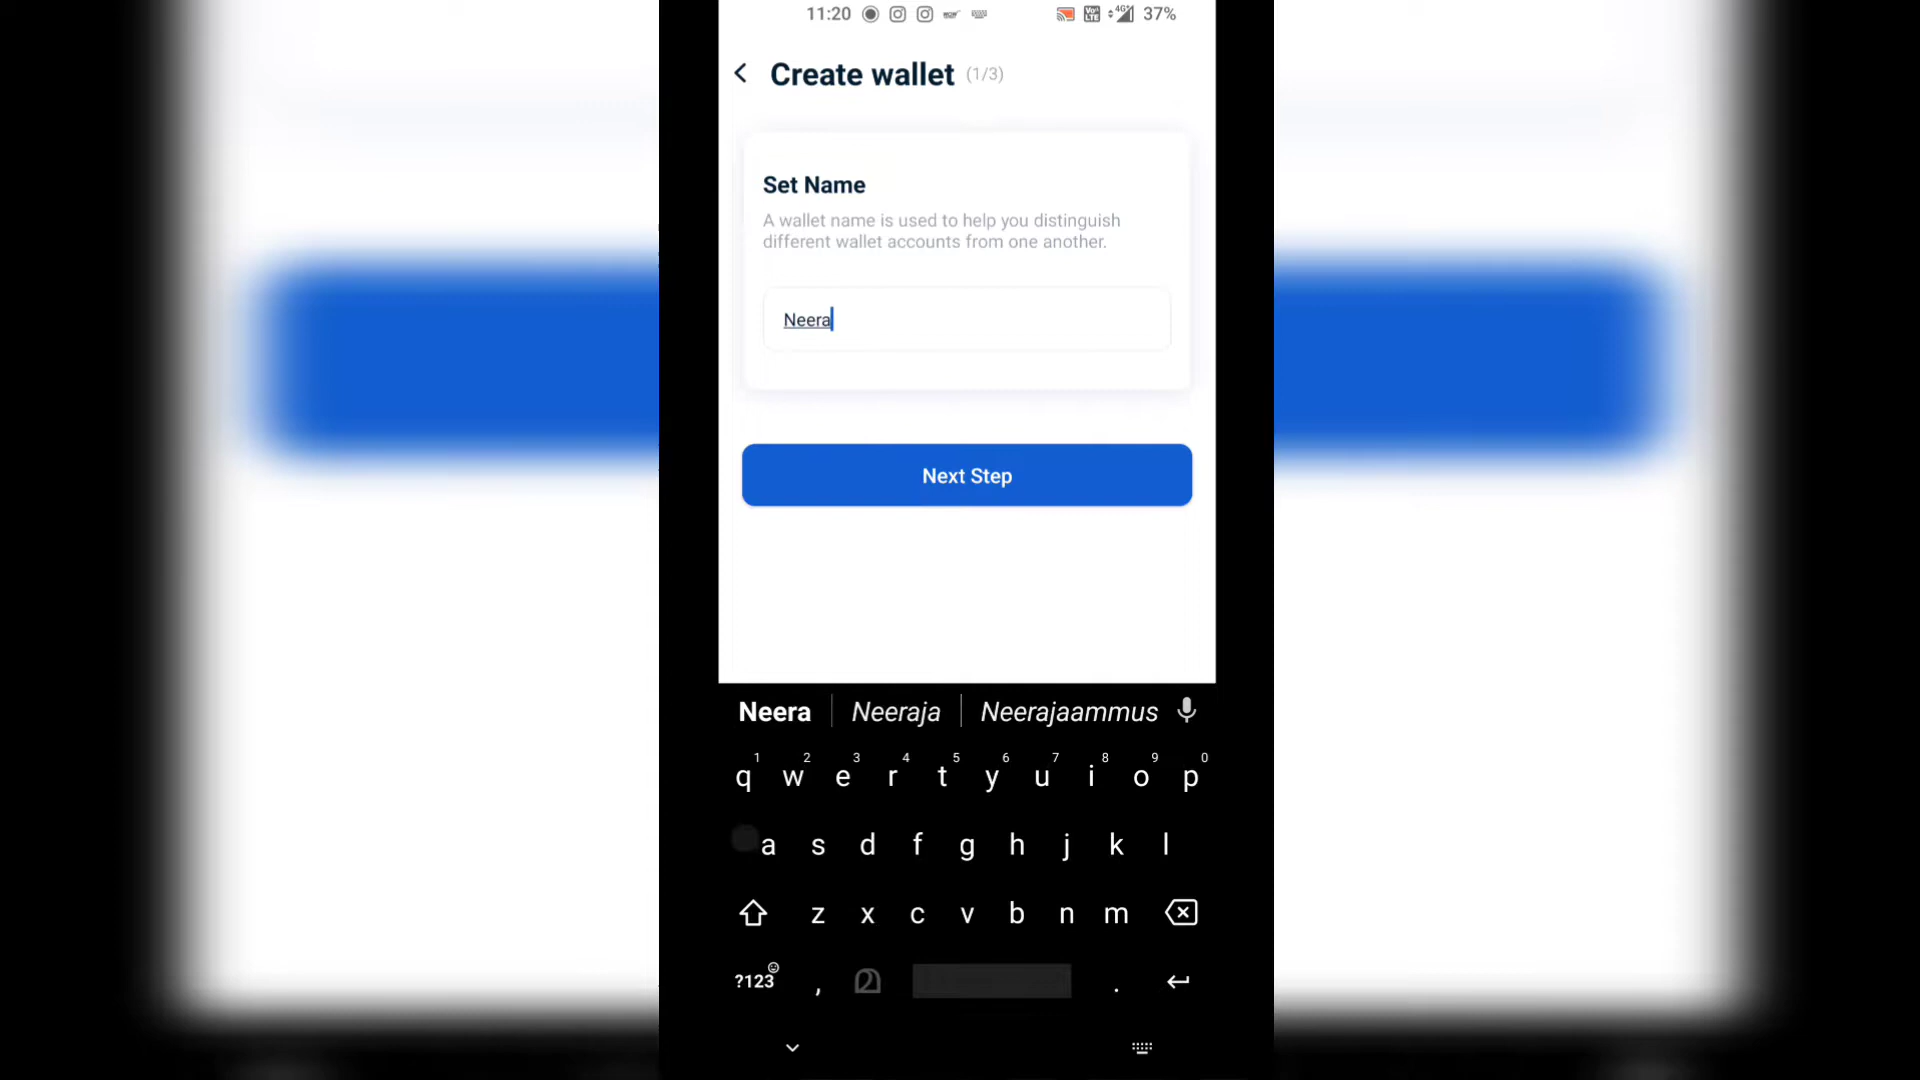 11:20 4G 37%
Create wallet (1/3)
Set Name
A wallet name is used to help you distinguish
different wallet accounts from one another.
Neera
Next Step
Neera Neeraja Neerajaammus
1 2 3 4 5 6 7 8 9 0
q w e r t y u i o p
a s d f g h j k l
z x c v b n m
?123 , മ .